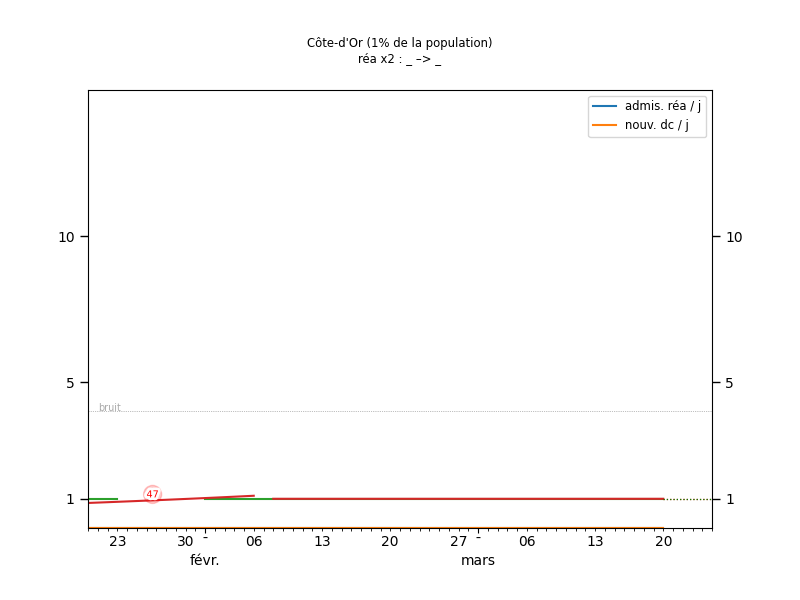 Côte-d'Or (1% de la population)
réa x2 : _ –> _
admis. réa / j
nouv. dc / j
10 10
5 5
bruit
47
1 1
23 30 - 06 13 20 27 - 06 13 20
févr. mars